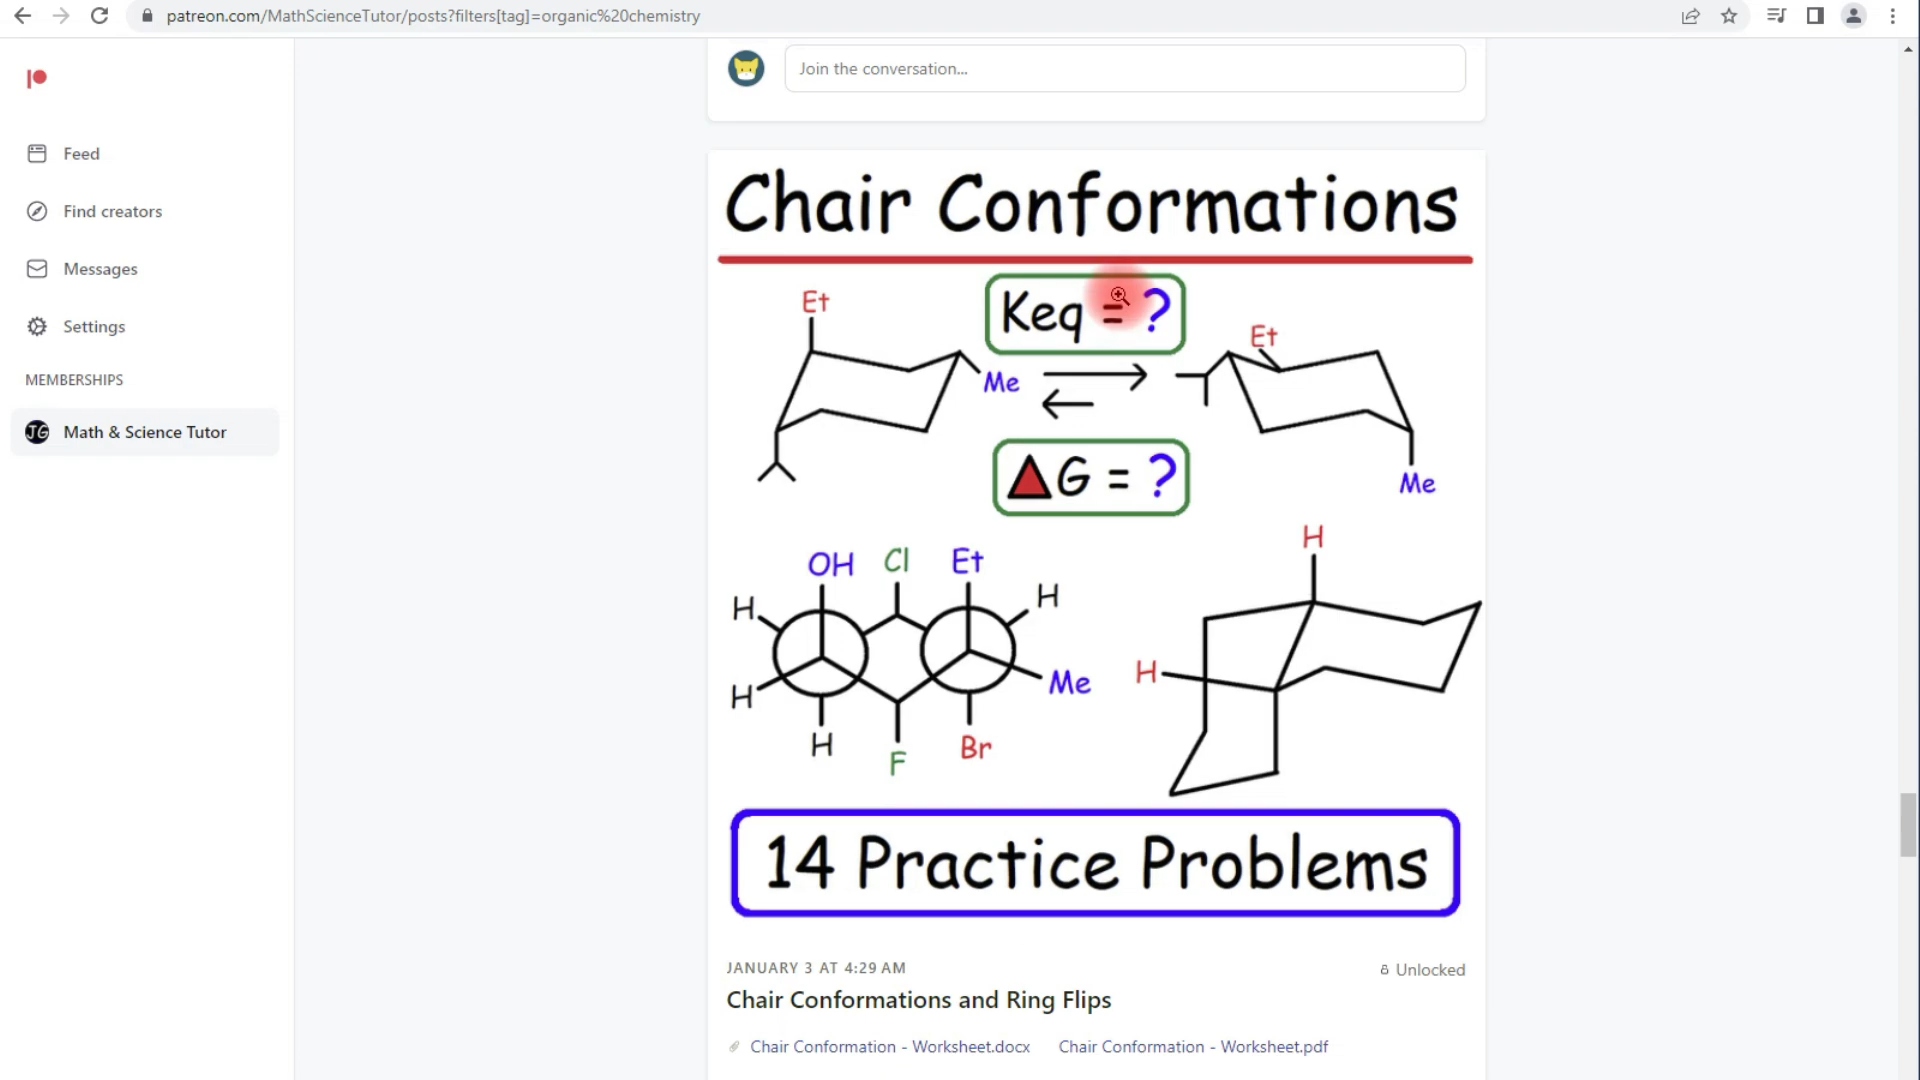 patreon.com/MathScienceTutor/posts?filters[tag]=organic%20chemistry
Join the conversation...
Feed
Find creators
Messages
Settings
MEMBERSHIPS
JG Math & Science Tutor
Chair Conformations
Keq = ?
Et
Me
Et
Me
G = ?
OH Cl Et
H H
H Me
H F Br
H
H
14 Practice Problems
JANUARY 3 AT 4:29 AM
Unlocked
Chair Conformations and Ring Flips
Chair Conformation - Worksheet.docx Chair Conformation - Worksheet.pdf